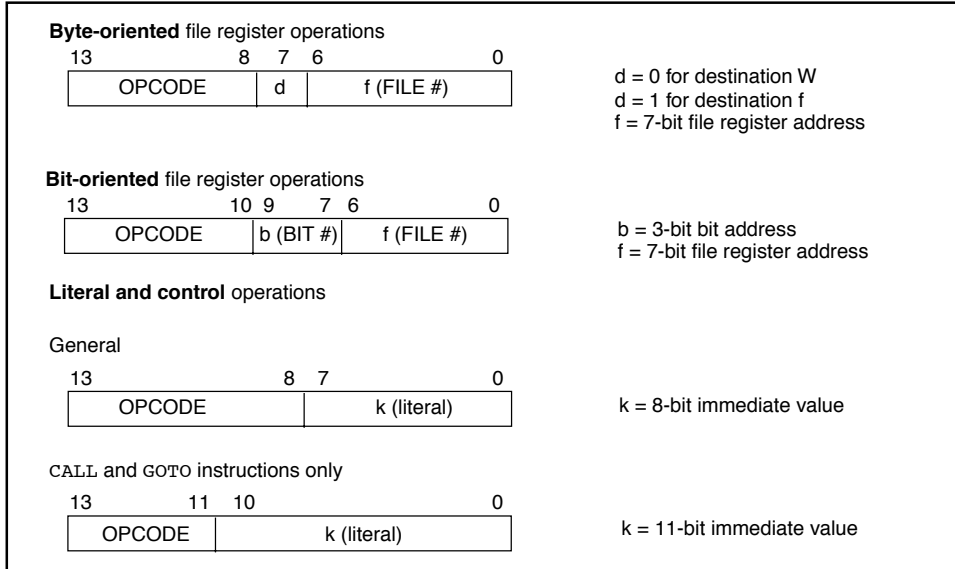 Byte-oriented file register operations
13 8 7 6 0
OPCODE d f (FILE #)
d = 0 for destination W
d = 1 for destination f
f = 7-bit file register address
Bit-oriented file register operations
13 10 9 7 6 0
OPCODE b (BIT #) f (FILE #)
b = 3-bit bit address
f = 7-bit file register address
Literal and control operations
General
13 8 7 0
OPCODE k (literal)
k = 8-bit immediate value
CALL and GOTO instructions only
13 11 10 0
OPCODE k (literal)
k = 11-bit immediate value